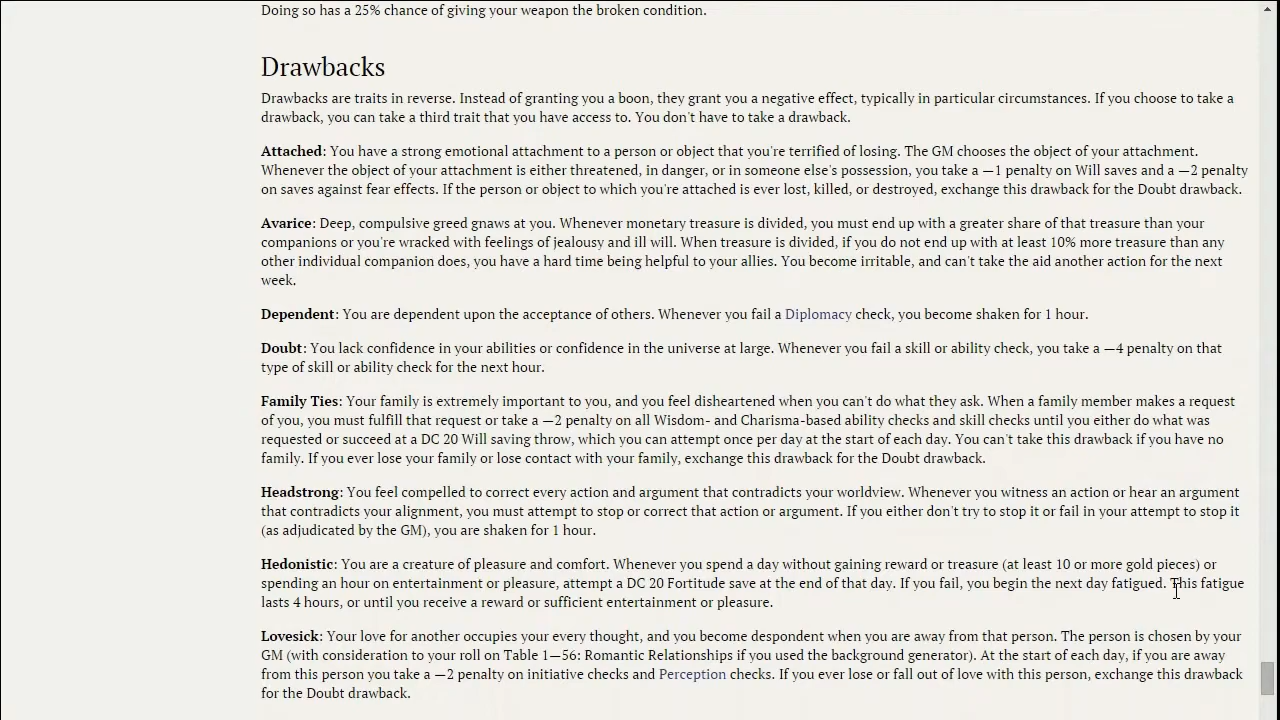 Doing so has a 25% chance of giving your weapon the broken condition.
Drawbacks
Drawbacks are traits in reverse. Instead of granting you a boon, they grant you a negative effect, typically in particular circumstances. If you choose to take a
drawback, you can take a third trait that you have access to. You don't have to take a drawback.
Attached: You have a strong emotional attachment to a person or object that you're terrified of losing. The GM chooses the object of your attachment.
Whenever the object of your attachment is either threatened, in danger, or in someone else's possession, you take a —1 penalty on Will saves and a —2 penalty
on saves against fear effects. If the person or object to which you're attached is ever lost, killed, or destroyed, exchange this drawback for the Doubt drawback.
Avarice: Deep, compulsive greed gnaws at you. Whenever monetary treasure is divided, you must end up with a greater share of that treasure than your
companions or you're wracked with feelings of jealousy and ill will. When treasure is divided, if you do not end up with at least 10% more treasure than any
other individual companion does, you have a hard time being helpful to your allies. You become irritable, and can't take the aid another action for the next
week.
Dependent: You are dependent upon the acceptance of others. Whenever you fail a Diplomacy check, you become shaken for 1 hour.
Doubt: You lack confidence in your abilities or confidence in the universe at large. Whenever you fail a skill or ability check, you take a —4 penalty on that
type of skill or ability check for the next hour.
Family Ties: Your family is extremely important to you, and you feel disheartened when you can't do what they ask. When a family member makes a request
of you, you must fulfill that request or take a —2 penalty on all Wisdom- and Charisma-based ability checks and skill checks until you either do what was
requested or succeed at a DC 20 Will saving throw, which you can attempt once per day at the start of each day. You can't take this drawback if you have no
family. If you ever lose your family or lose contact with your family, exchange this drawback for the Doubt drawback.
Headstrong: You feel compelled to correct every action and argument that contradicts your worldview. Whenever you witness an action or hear an argument
that contradicts your alignment, you must attempt to stop or correct that action or argument. If you either don't try to stop it or fail in your attempt to stop it
(as adjudicated by the GM), you are shaken for 1 hour.
Hedonistic: You are a creature of pleasure and comfort. Whenever you spend a day without gaining reward or treasure (at least 10 or more gold pieces) or
spending an hour on entertainment or pleasure, attempt a DC 20 Fortitude save at the end of that day. If you fail, you begin the next day fatigued. This fatigue
lasts 4 hours, or until you receive a reward or sufficient entertainment or pleasure.
Lovesick: Your love for another occupies your every thought, and you become despondent when you are away from that person. The person is chosen by your
GM (with consideration to your roll on Table 1—56: Romantic Relationships if you used the background generator). At the start of each day, if you are away
from this person you take a —2 penalty on initiative checks and Perception checks. If you ever lose or fall out of love with this person, exchange this drawback
for the Doubt drawback.